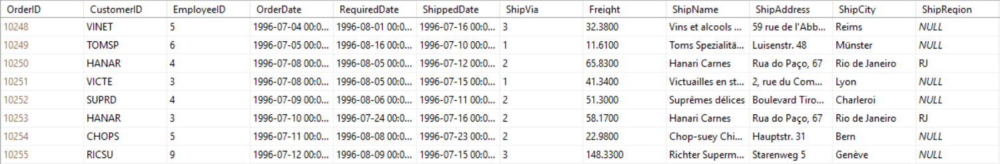 OrderID CustomerID EmployeeID OrderDate RequiredDate ShippedDate ShipVia Freight ShipName ShipAddress ShipCity ShipRegion
10248 VINET 5 1996-07-04 00:0... 1996-08-01 00:0... 1996-07-16 00:0... 3 32.3800 Vins et alcools ... 59 rue de l'Abb... Reims NULL
10249 TOMSP 6 1996-07-05 00:0... 1996-08-16 00:0... 1996-07-10 00:0... 1 11.6100 Toms Spezialitä... Luisenstr. 48 Münster NULL
10250 HANAR 4 1996-07-08 00:0... 1996-08-05 00:0... 1996-07-12 00:0... 2 65.8300 Hanari Carnes Rua do Paço, 67 Rio de Janeiro RJ
10251 VICTE 3 1996-07-08 00:0... 1996-08-05 00:0... 1996-07-15 00:0... 1 41.3400 Victuailles en st... 2, rue du Com... Lyon NULL
10252 SUPRD 4 1996-07-09 00:0... 1996-08-06 00:0... 1996-07-11 00:0... 2 51.3000 Suprêmes délices Boulevard Tiro... Charleroi NULL
10253 HANAR 3 1996-07-10 00:0... 1996-07-24 00:0... 1996-07-16 00:0... 2 58.1700 Hanari Carnes Rua do Paço, 67 Rio de Janeiro RJ
10254 CHOPS 5 1996-07-11 00:0... 1996-08-08 00:0... 1996-07-23 00:0... 2 22.9800 Chop-suey Chi... Hauptstr. 31 Bern NULL
10255 RICSU 9 1996-07-12 00:0... 1996-08-09 00:0... 1996-07-15 00:0... 3 148.3300 Richter Superm... Starenweg 5 Genève NULL